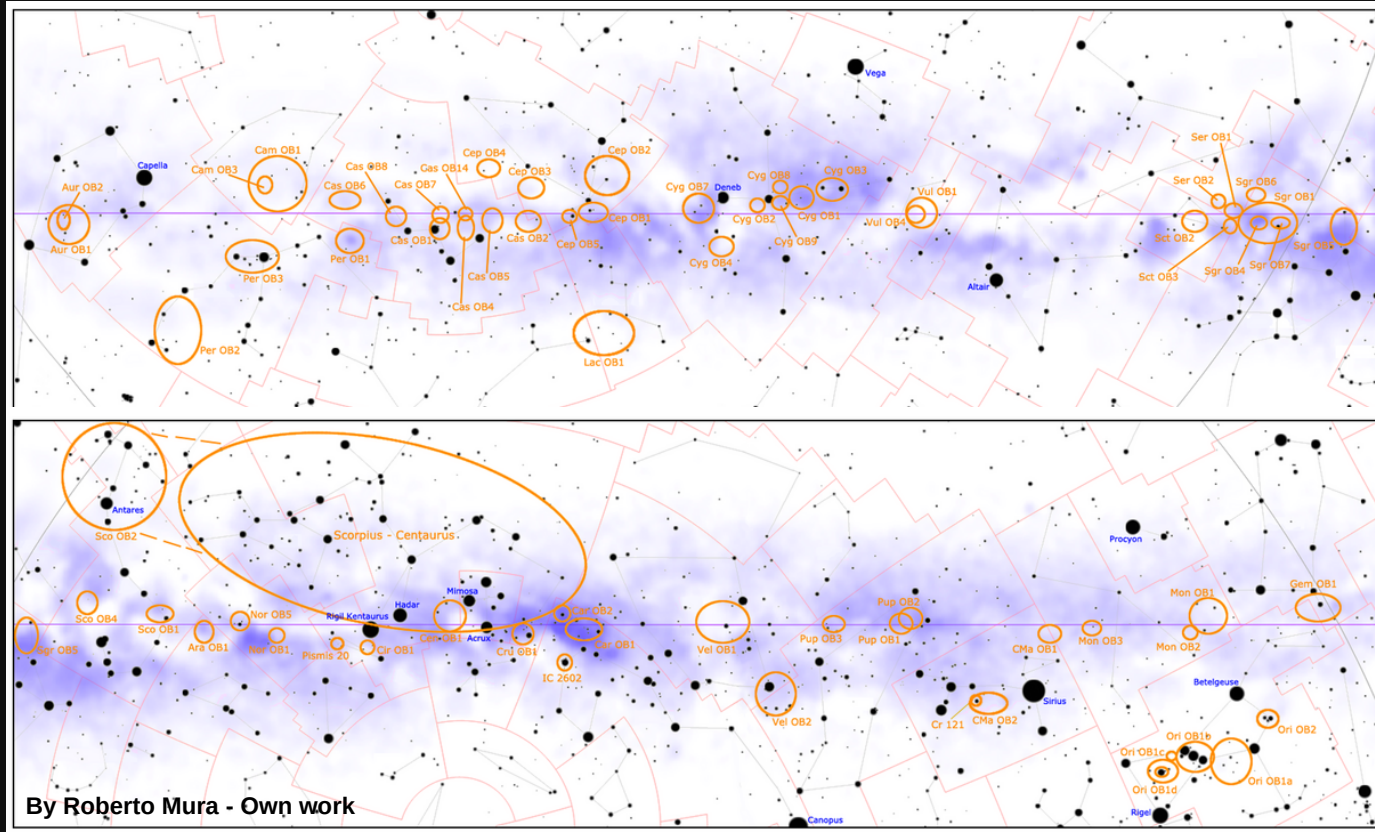 Vega
Ser OB1
Cam OB1
Cas OB8
Gas OB14
Cep OB4
Cep OB2
Capella
Cam OB3
Cep OB3
Cyg OB8
Cyg OB3
Ser OB2
Sgr OB6
Aur OB2
Cas OB6
Cas OB7
Cyg OB7
Deneb
Vul OB1
Sgr OB1
Cep OB1
Cyg OB2
Cyg OB1
Vul OB4
Aur OB1
Per OB1
Cas OB1
Cas OB2
Cep OB5
Cyg OB9
Sct OB2
Per OB3
Cas OB5
Cyg OB4
Altair
Sct OB3
Sgr OB4
Sgr OB7
Cas OB4
Per OB2
Lac OB1
Antares
Sco OB2
Scorpius - Centaurus
Procyon
Mimosa
Gem OB1
Hadar
Mon OB1
Sco OB4
Nor OB5
Rigil Kentaurus
Car OB2
Pup OB2
Sco OB1
Cen OB1
Acrux
Pup OB3
Pup OB1
Mon OB3
Sgr OB5
Ara OB1
Nor OB1
Pismis 20
Cir OB1
Cru OB1
Car OB1
Vel OB1
CMa OB1
Mon OB2
IC 2602
Betelgeuse
Sirius
Vel OB2
Cr 121
CMa OB2
Ori OB2
Ori OB1b
Ori OB1c
Ori OB1a
Ori OB1d
By Roberto Mura - Own work
Canopus
Rigel